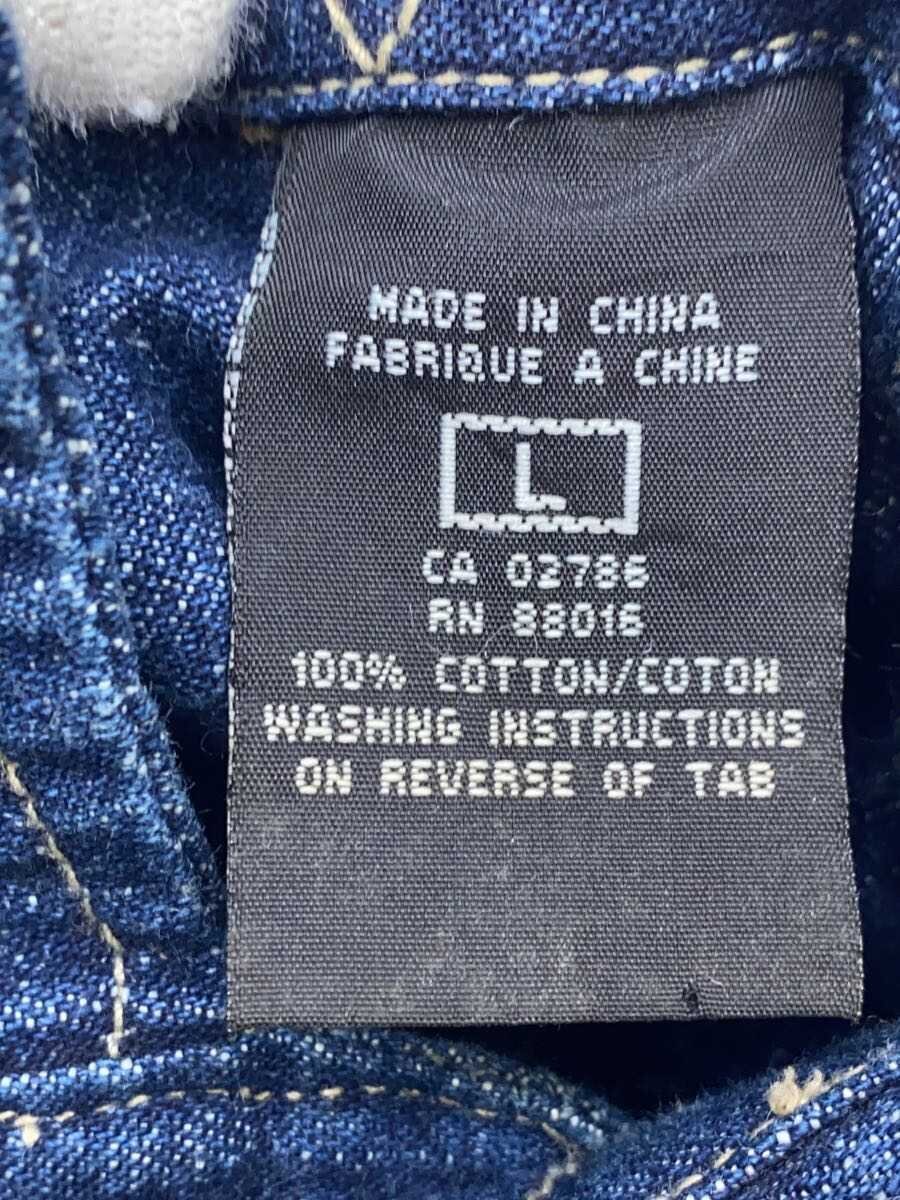 MADE IN CHINA
FABRIQUE A CHINE
L
CA 02786
RN 88016
100% COTTON/COTON
WASHING INSTRUCTIONS
ON REVERSE OF TAB